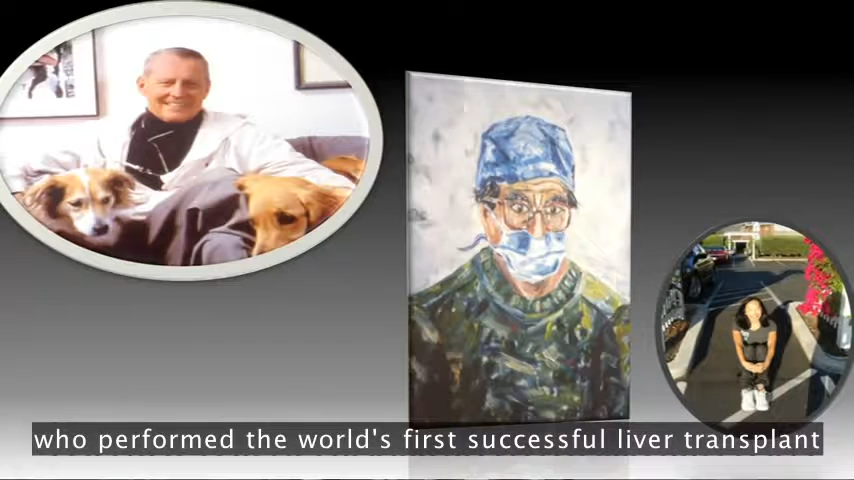 who performed the world's first successful liver transplant